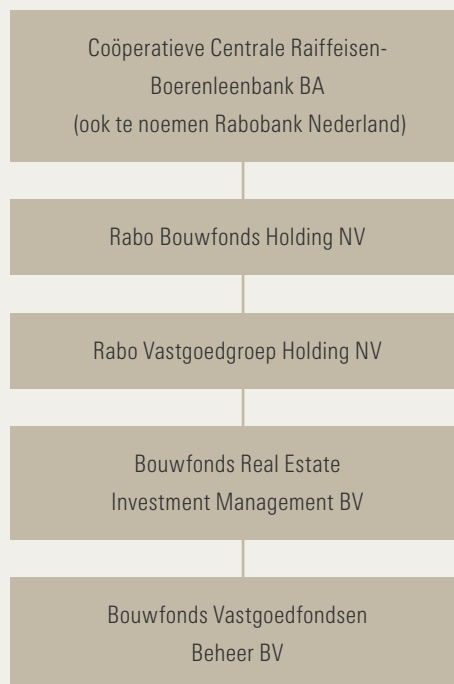 Coöperatieve Centrale Raiffeisen-
Boerenleenbank BA
(ook te noemen Rabobank Nederland)
Rabo Bouwfonds Holding NV
Rabo Vastgoedgroep Holding NV
Bouwfonds Real Estate
Investment Management BV
Bouwfonds Vastgoedfondsen
Beheer BV